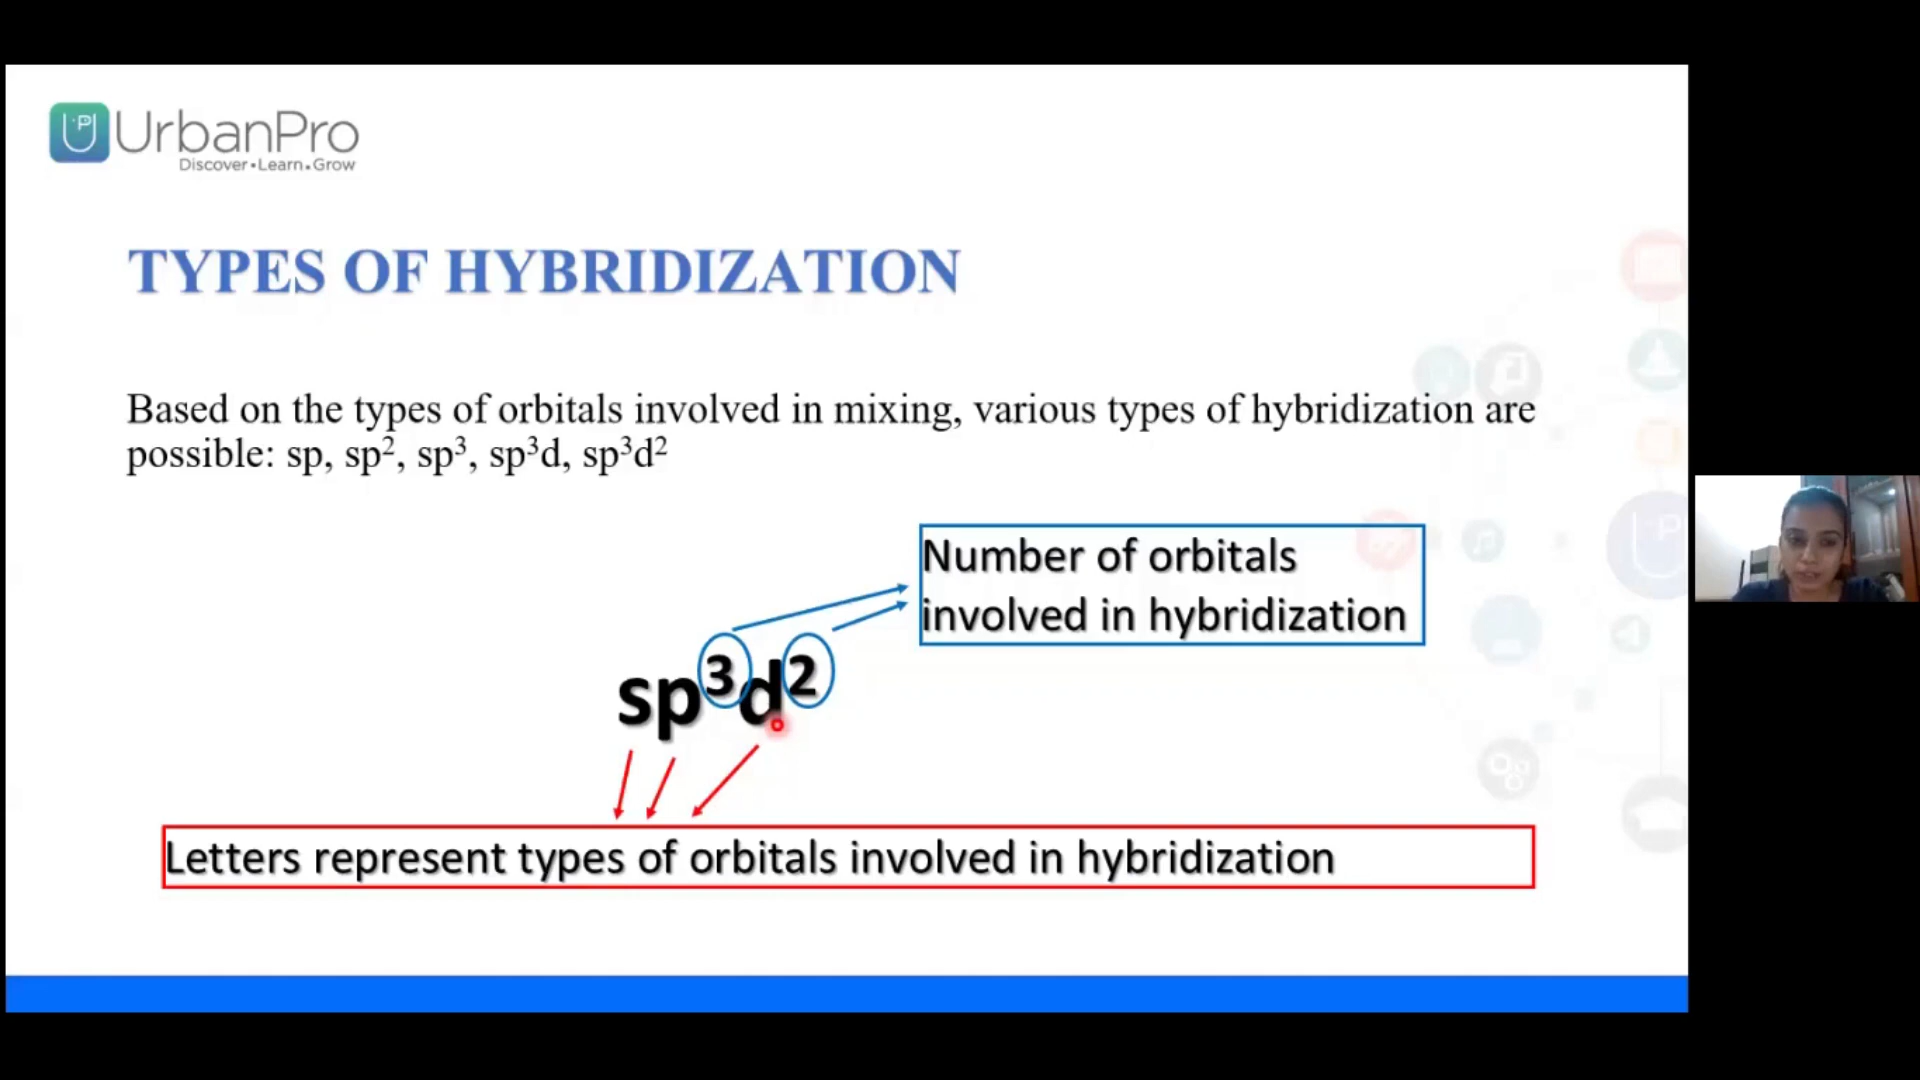 UrbanPro
Discover•Learn•Grow
TYPES OF HYBRIDIZATION
Based on the types of orbitals involved in mixing, various types of hybridization are
possible: sp, sp², sp³, sp³d, sp³d²
Number of orbitals
involved in hybridization
sp³d²
Letters represent types of orbitals involved in hybridization